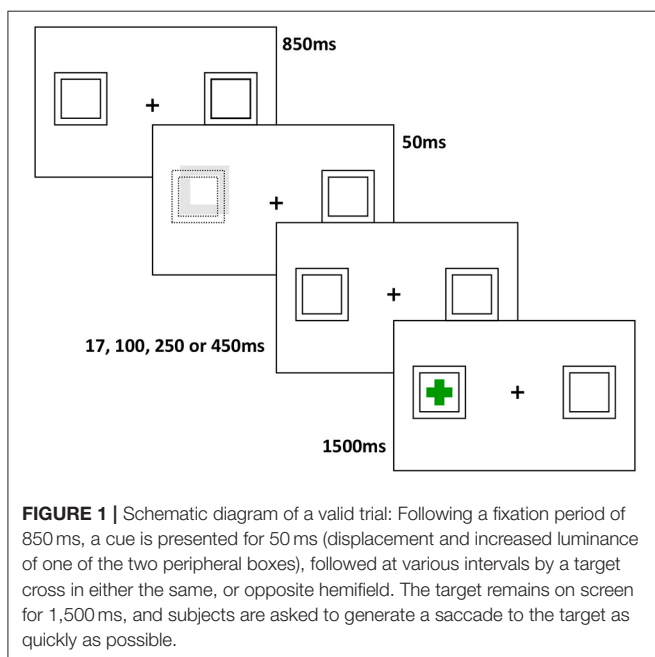 850ms
50ms
17, 100, 250 or 450ms
1500ms
FIGURE 1 | Schematic diagram of a valid trial: Following a fixation period of
850 ms, a cue is presented for 50 ms (displacement and increased luminance
of one of the two peripheral boxes), followed at various intervals by a target
cross in either the same, or opposite hemifield. The target remains on screen
for 1,500 ms, and subjects are asked to generate a saccade to the target as
quickly as possible.